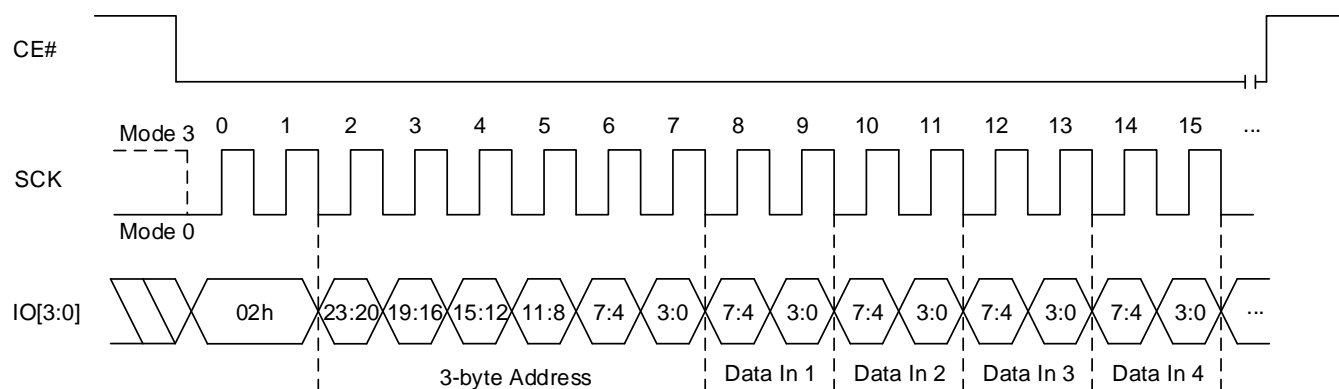 CE#
0 1 2 3 4 5 6 7 8 9 10 11 12 13 14 15 ...
Mode 3
SCK
Mode 0
IO[3:0] 02h 23:20 19:16 15:12 11:8 7:4 3:0 7:4 3:0 7:4 3:0 7:4 3:0 7:4 3:0 ...
3-byte Address Data In 1 Data In 2 Data In 3 Data In 4